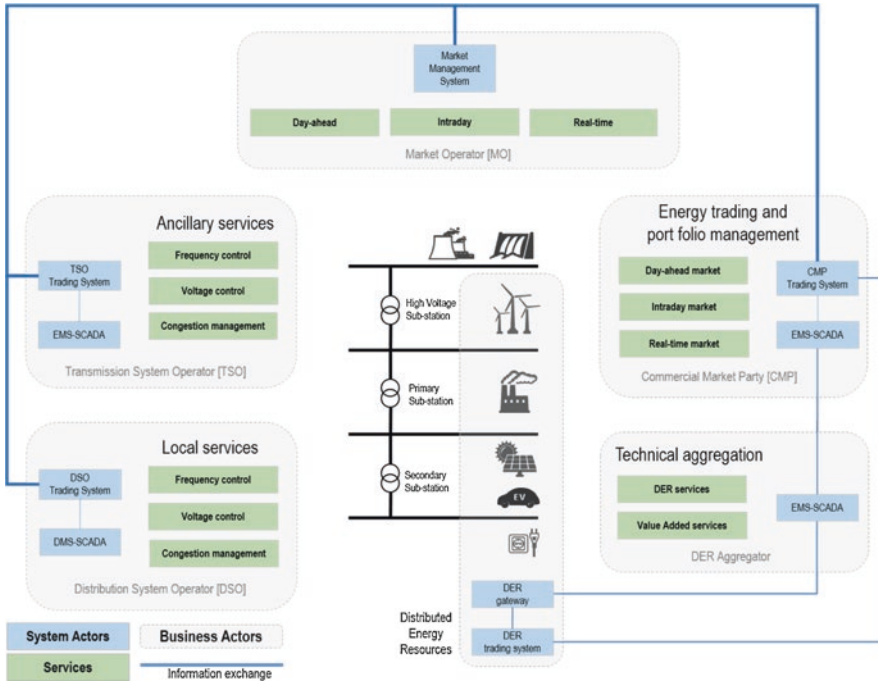 Market
Management
System
Day-ahead
Intraday
Real-time
Market Operator [MO]
Ancillary services
TSO
Trading System
EMS-SCADA
Frequency control
Voltage control
Congestion management
Transmission System Operator [TSO]
High Voltage
Sub-station
Primary
Sub-station
Secondary
Sub-station
EV
Energy trading and
port folio management
Day-ahead market
Intraday market
Real-time market
CMP
Trading System
EMS-SCADA
Commercial Market Party [CMP]
Local services
DSO
Trading System
DMS-SCADA
Frequency control
Voltage control
Congestion management
Distribution System Operator [DSO]
Technical aggregation
DER services
Value Added services
EMS-SCADA
DER Aggregator
Distributed
Energy
Resources
DER
gateway
DER
trading system
System Actors
Business Actors
Services
Information exchange